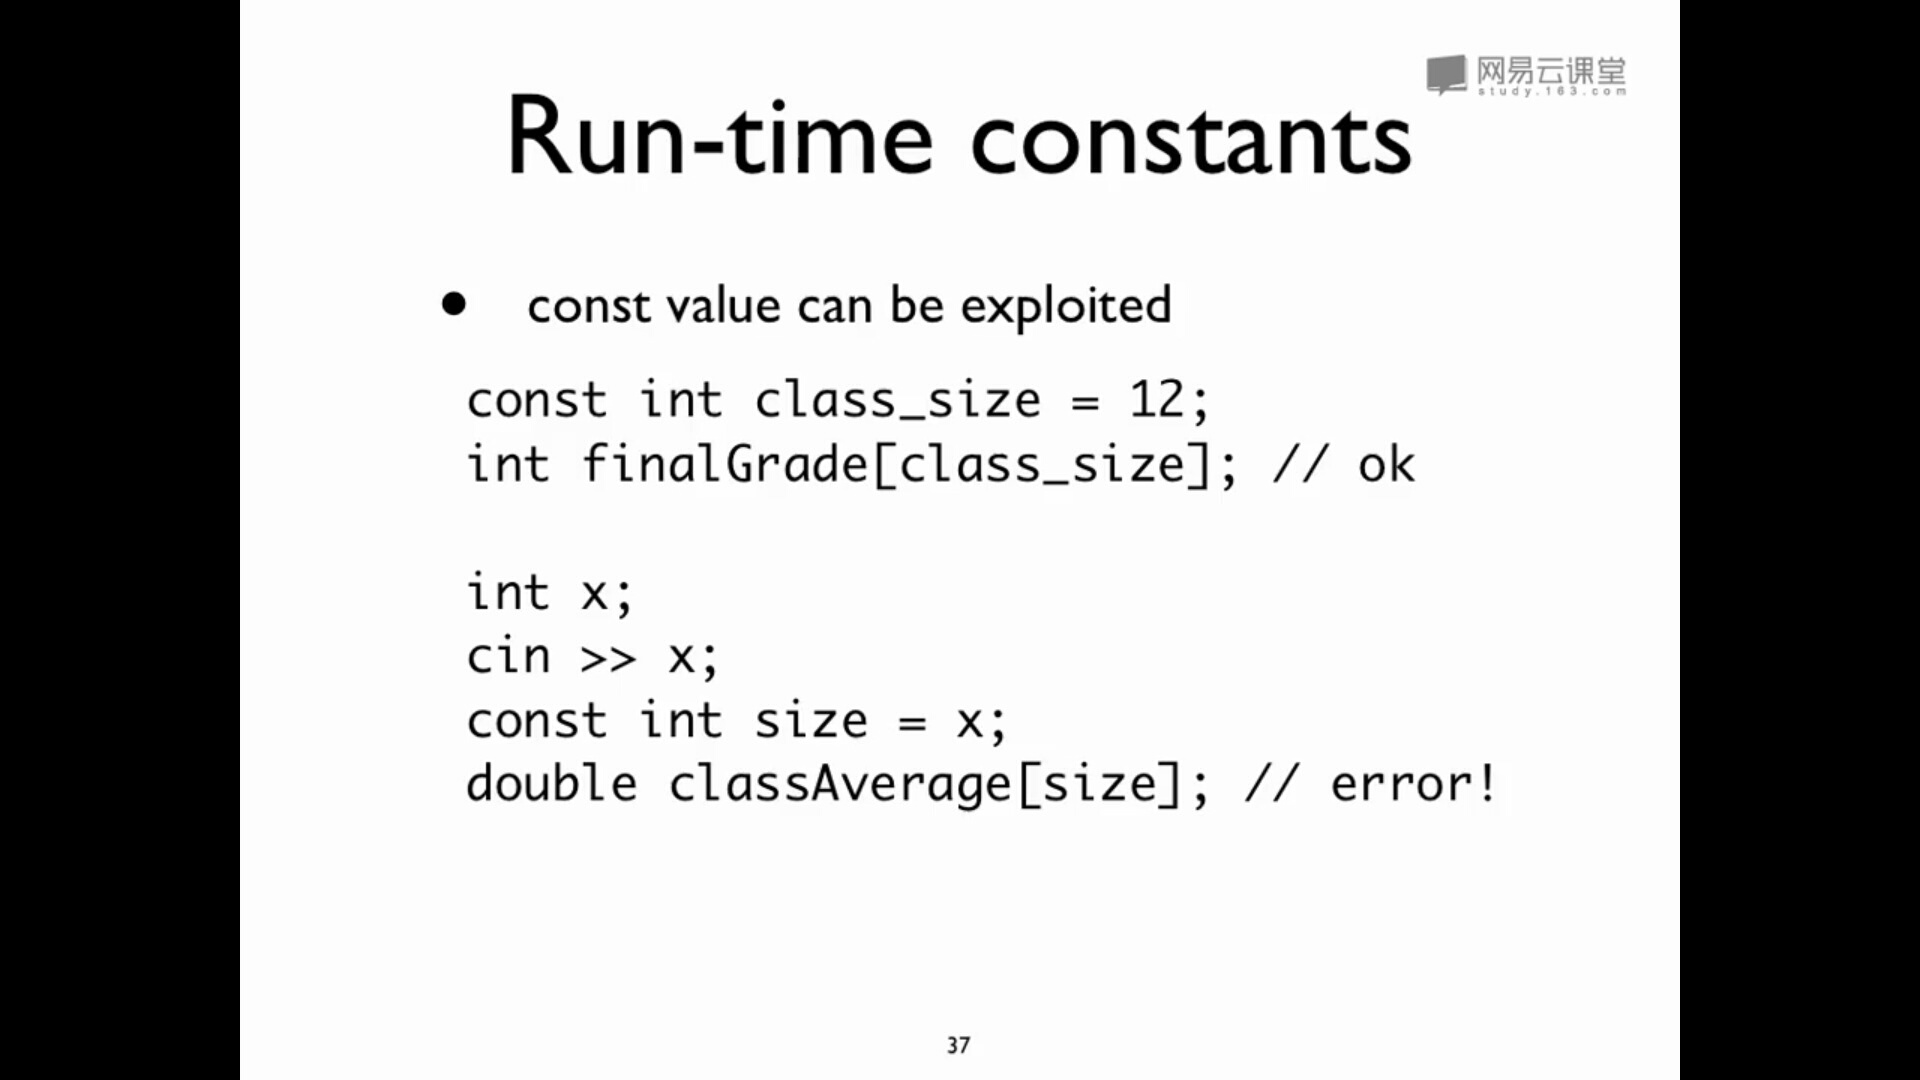 网易云课堂
study.163.com
Run-time constants
• const value can be exploited
const int class_size = 12;
int finalGrade[class_size]; // ok
int x;
cin >> x;
const int size = x;
double classAverage[size]; // error!
37